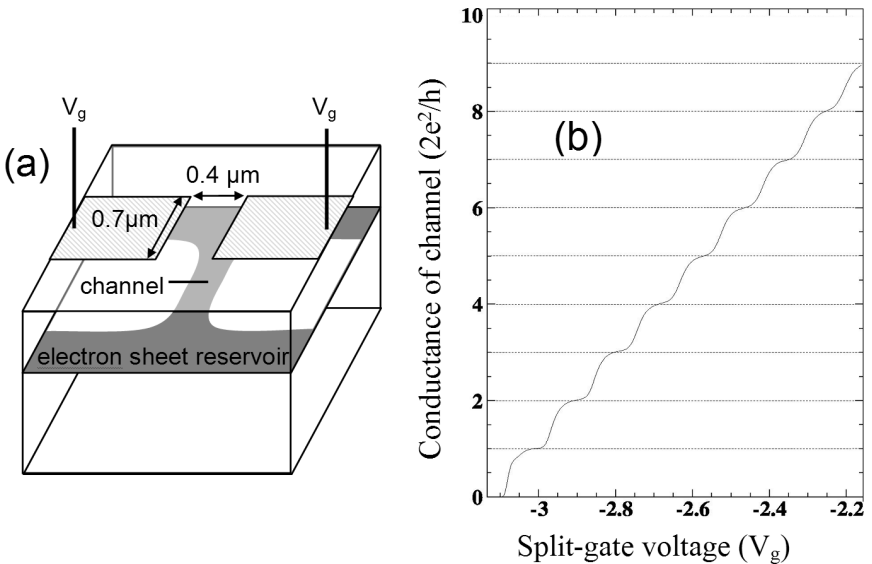 (a)
V_g
V_g
0.4 μm
0.7μm
channel
electron sheet reservoir
(b)
Conductance of channel (2e²/h)
10
8
6
4
2
0
-3
-2.8
-2.6
-2.4
-2.2
Split-gate voltage (V_g)